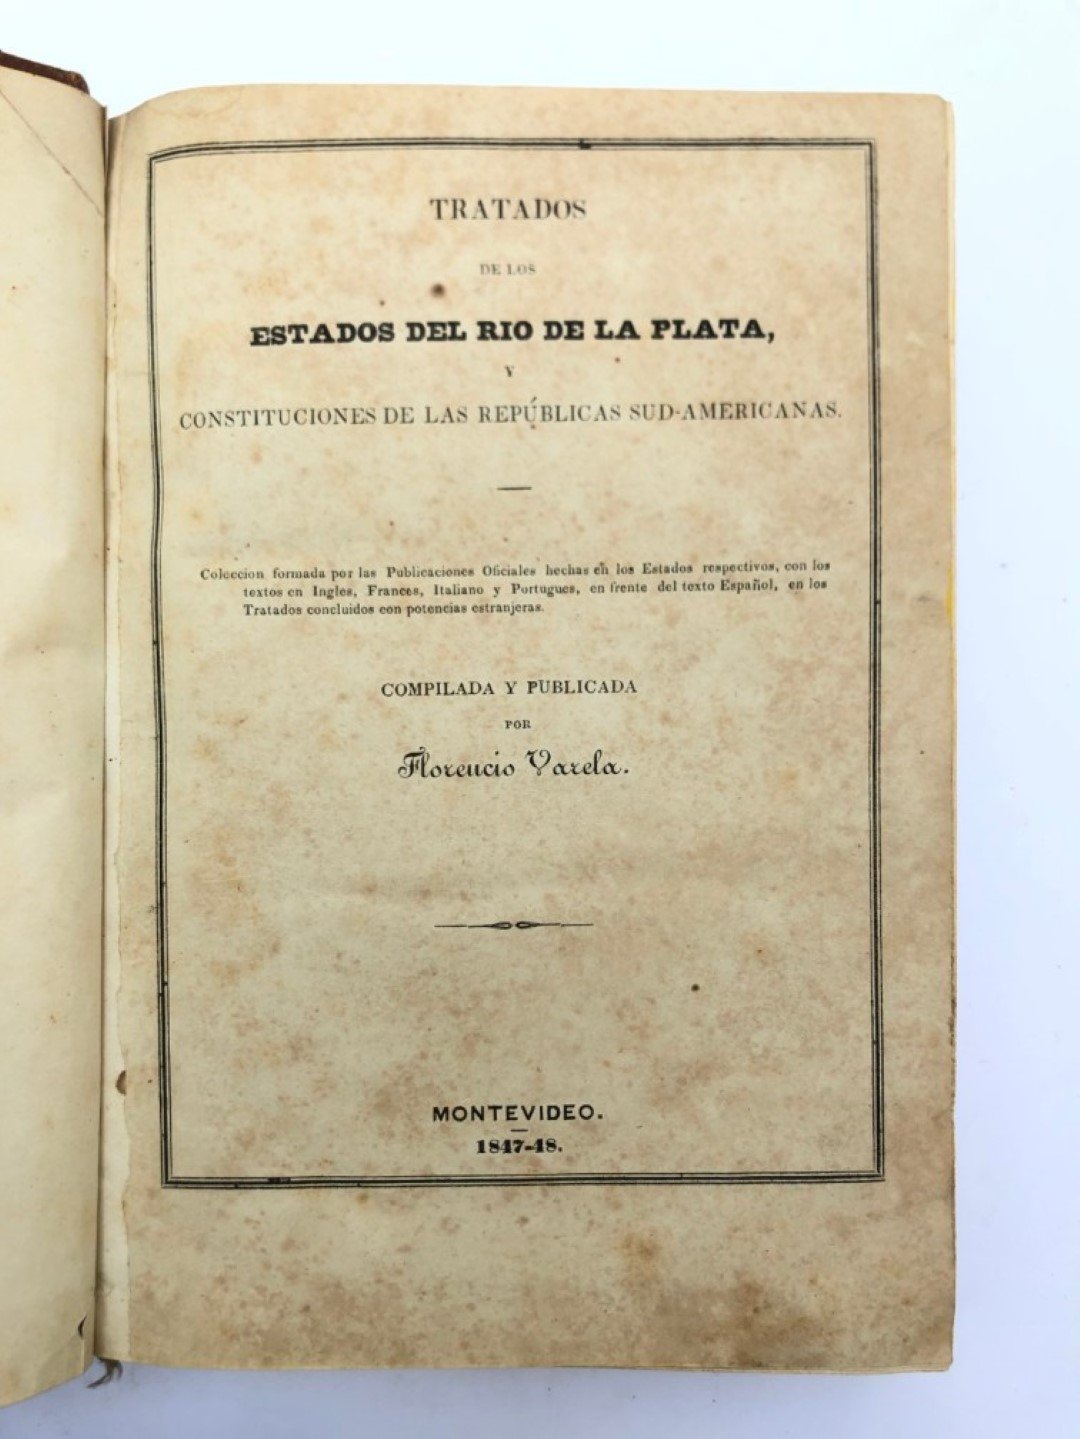 TRATADOS
DE LOS
ESTADOS DEL RIO DE LA PLATA,
Y
CONSTITUCIONES DE LAS REPÚBLICAS SUD-AMERICANAS.
Coleccion formada por las Publicaciones Oficiales hechas en los Estados respectivos, con los
textos en Ingles, Frances, Italiano y Portugues, en frente del texto Español, en los
Tratados concluidos con potencias estranjeras.
COMPILADA Y PUBLICADA
POR
Florencio Varela.
MONTEVIDEO.
1847-48.